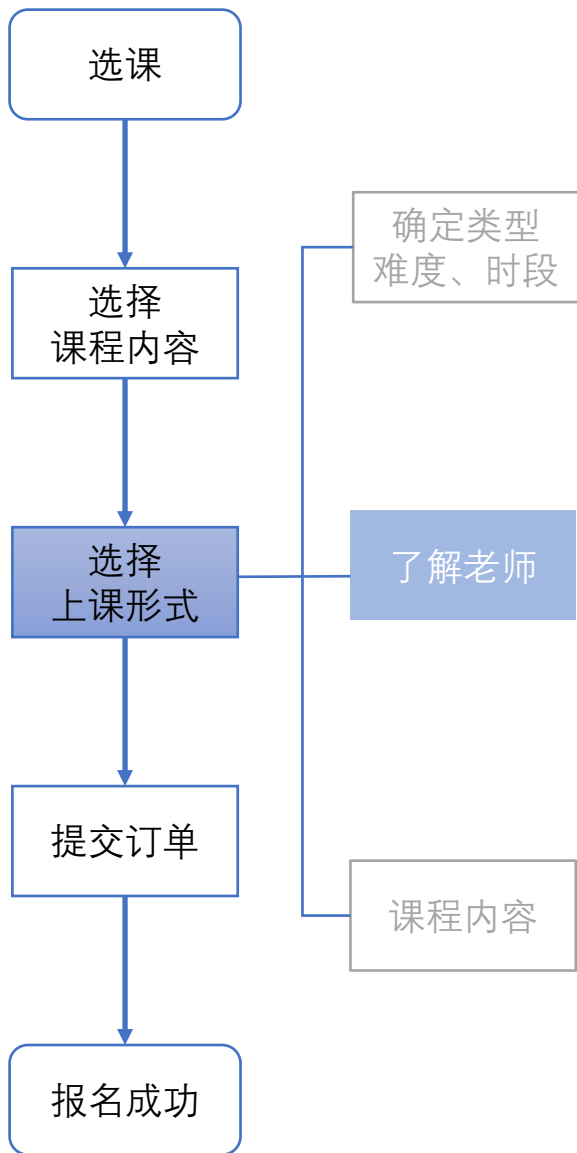 选课
选择
课程内容
选择
上课形式
提交订单
报名成功
确定类型
难度、时段
了解老师
课程内容